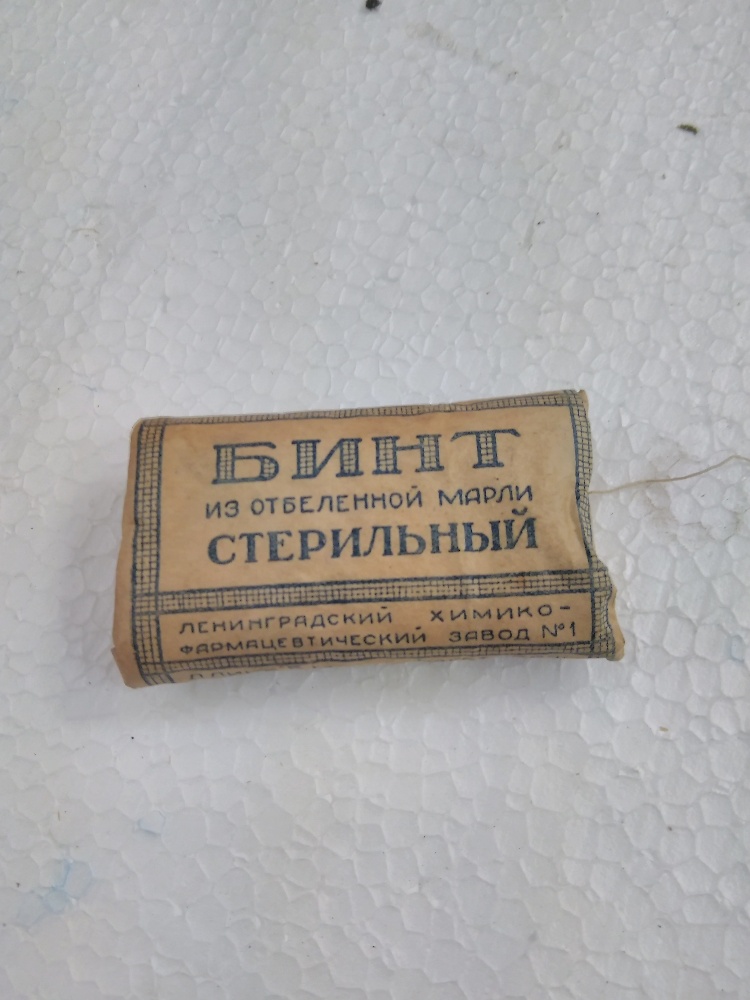 БИНТ
ИЗ ОТБЕЛЕННОЙ МАРЛИ
СТЕРИЛЬНЫЙ
ЛЕНИНГРАДСКИЙ ХИМИКО-
ФАРМАЦЕВТИЧЕСКИЙ ЗАВОД №1